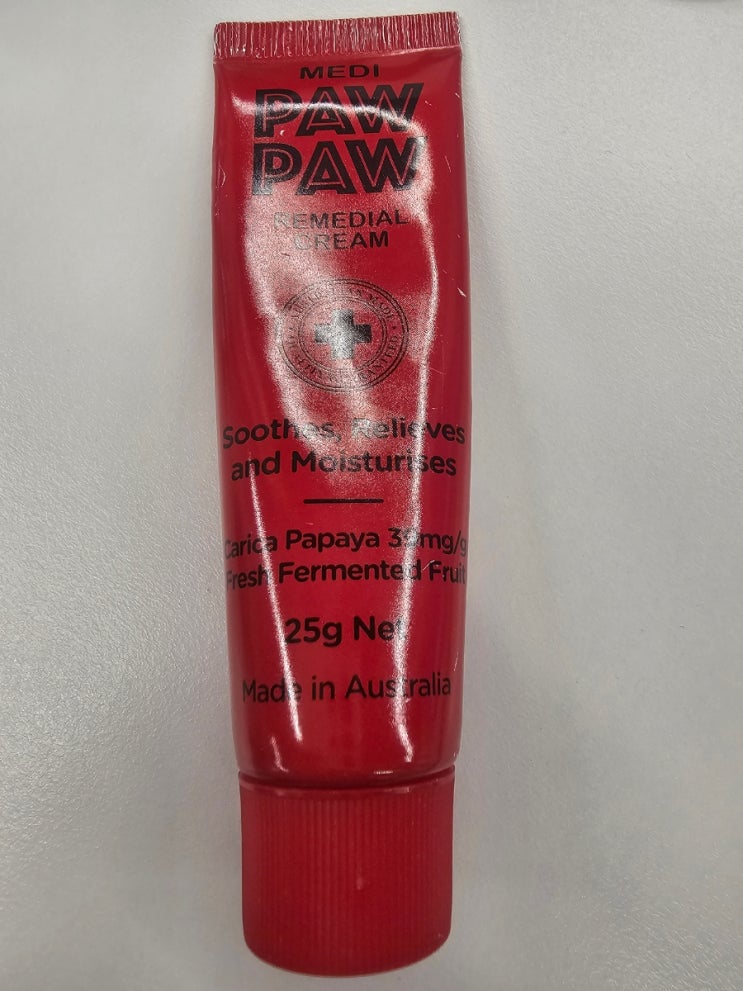 MEDI
PAW
PAW
REMEDIAL
CREAM
Soothes, Relieves
and Moisturises
Carica Papaya 39mg/g
Fresh Fermented Fruit
25g Net
Made in Australia